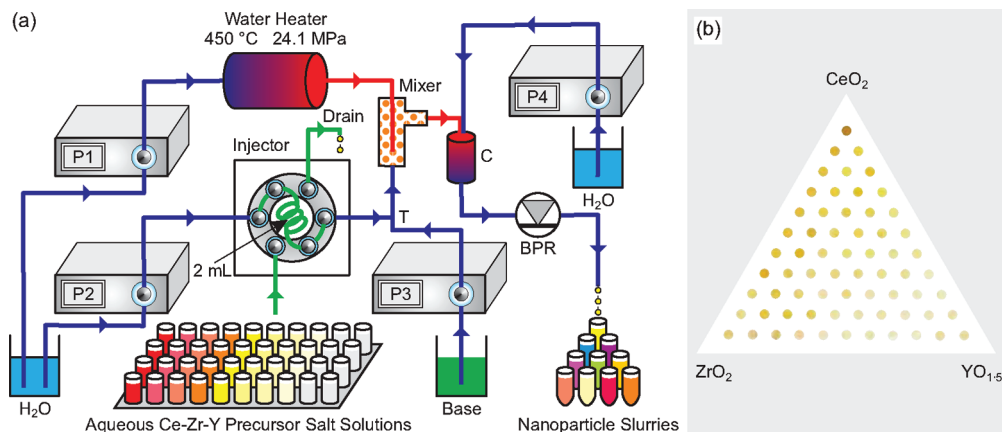 (a)
Water Heater
450 °C 24.1 MPa
Mixer
Drain
Injector
P1
P4
C
H₂O
T
BPR
2 mL
P2
P3
H₂O
Base
Aqueous Ce-Zr-Y Precursor Salt Solutions
Nanoparticle Slurries
(b)
CeO₂
ZrO₂
YO₁.₅